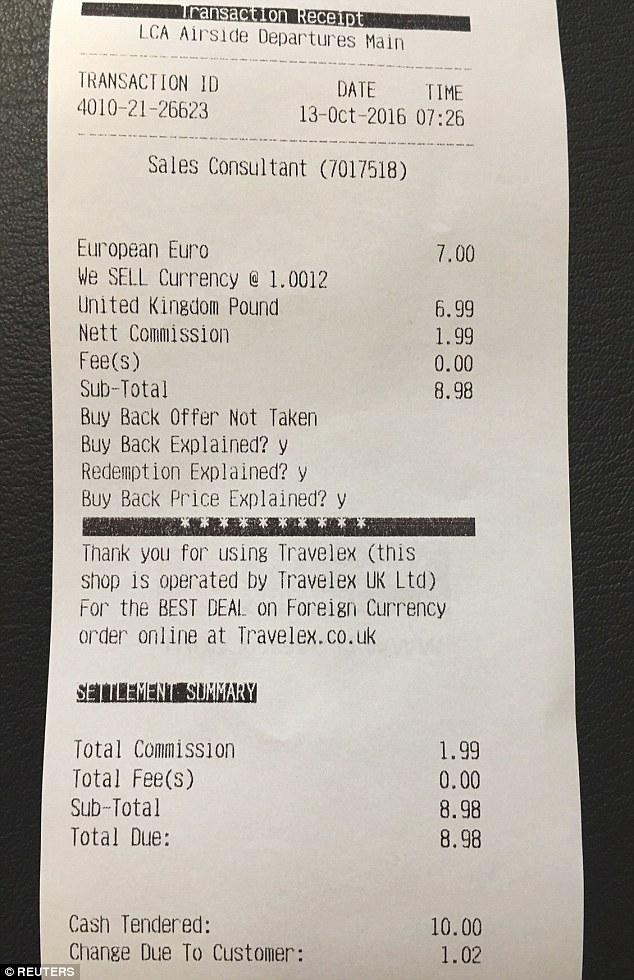 Transaction Receipt
LCA Airside Departures Main
TRANSACTION ID DATE TIME
4010-21-26623 13-Oct-2016 07:26
Sales Consultant (7017518)
European Euro 7.00
We SELL Currency @ 1.0012
United Kingdom Pound 6.99
Nett Commission 1.99
Fee(s) 0.00
Sub-Total 8.98
Buy Back Offer Not Taken
Buy Back Explained? y
Redemption Explained? y
Buy Back Price Explained? y
* * * * * * * * * *
Thank you for using Travelex (this
shop is operated by Travelex UK Ltd)
For the BEST DEAL on Foreign Currency
order online at Travelex.co.uk
SETTLEMENT SUMMARY
Total Commission 1.99
Total Fee(s) 0.00
Sub-Total 8.98
Total Due: 8.98
Cash Tendered: 10.00
Change Due To Customer: 1.02
© REUTERS